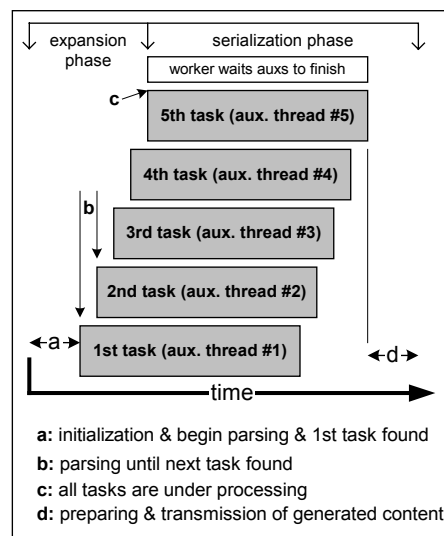 expansion phase
serialization phase
worker waits auxs to finish
c
5th task (aux. thread #5)
4th task (aux. thread #4)
b
3rd task (aux. thread #3)
2nd task (aux. thread #2)
a
1st task (aux. thread #1)
d
time
a: initialization & begin parsing & 1st task found
b: parsing until next task found
c: all tasks are under processing
d: preparing & transmission of generated content